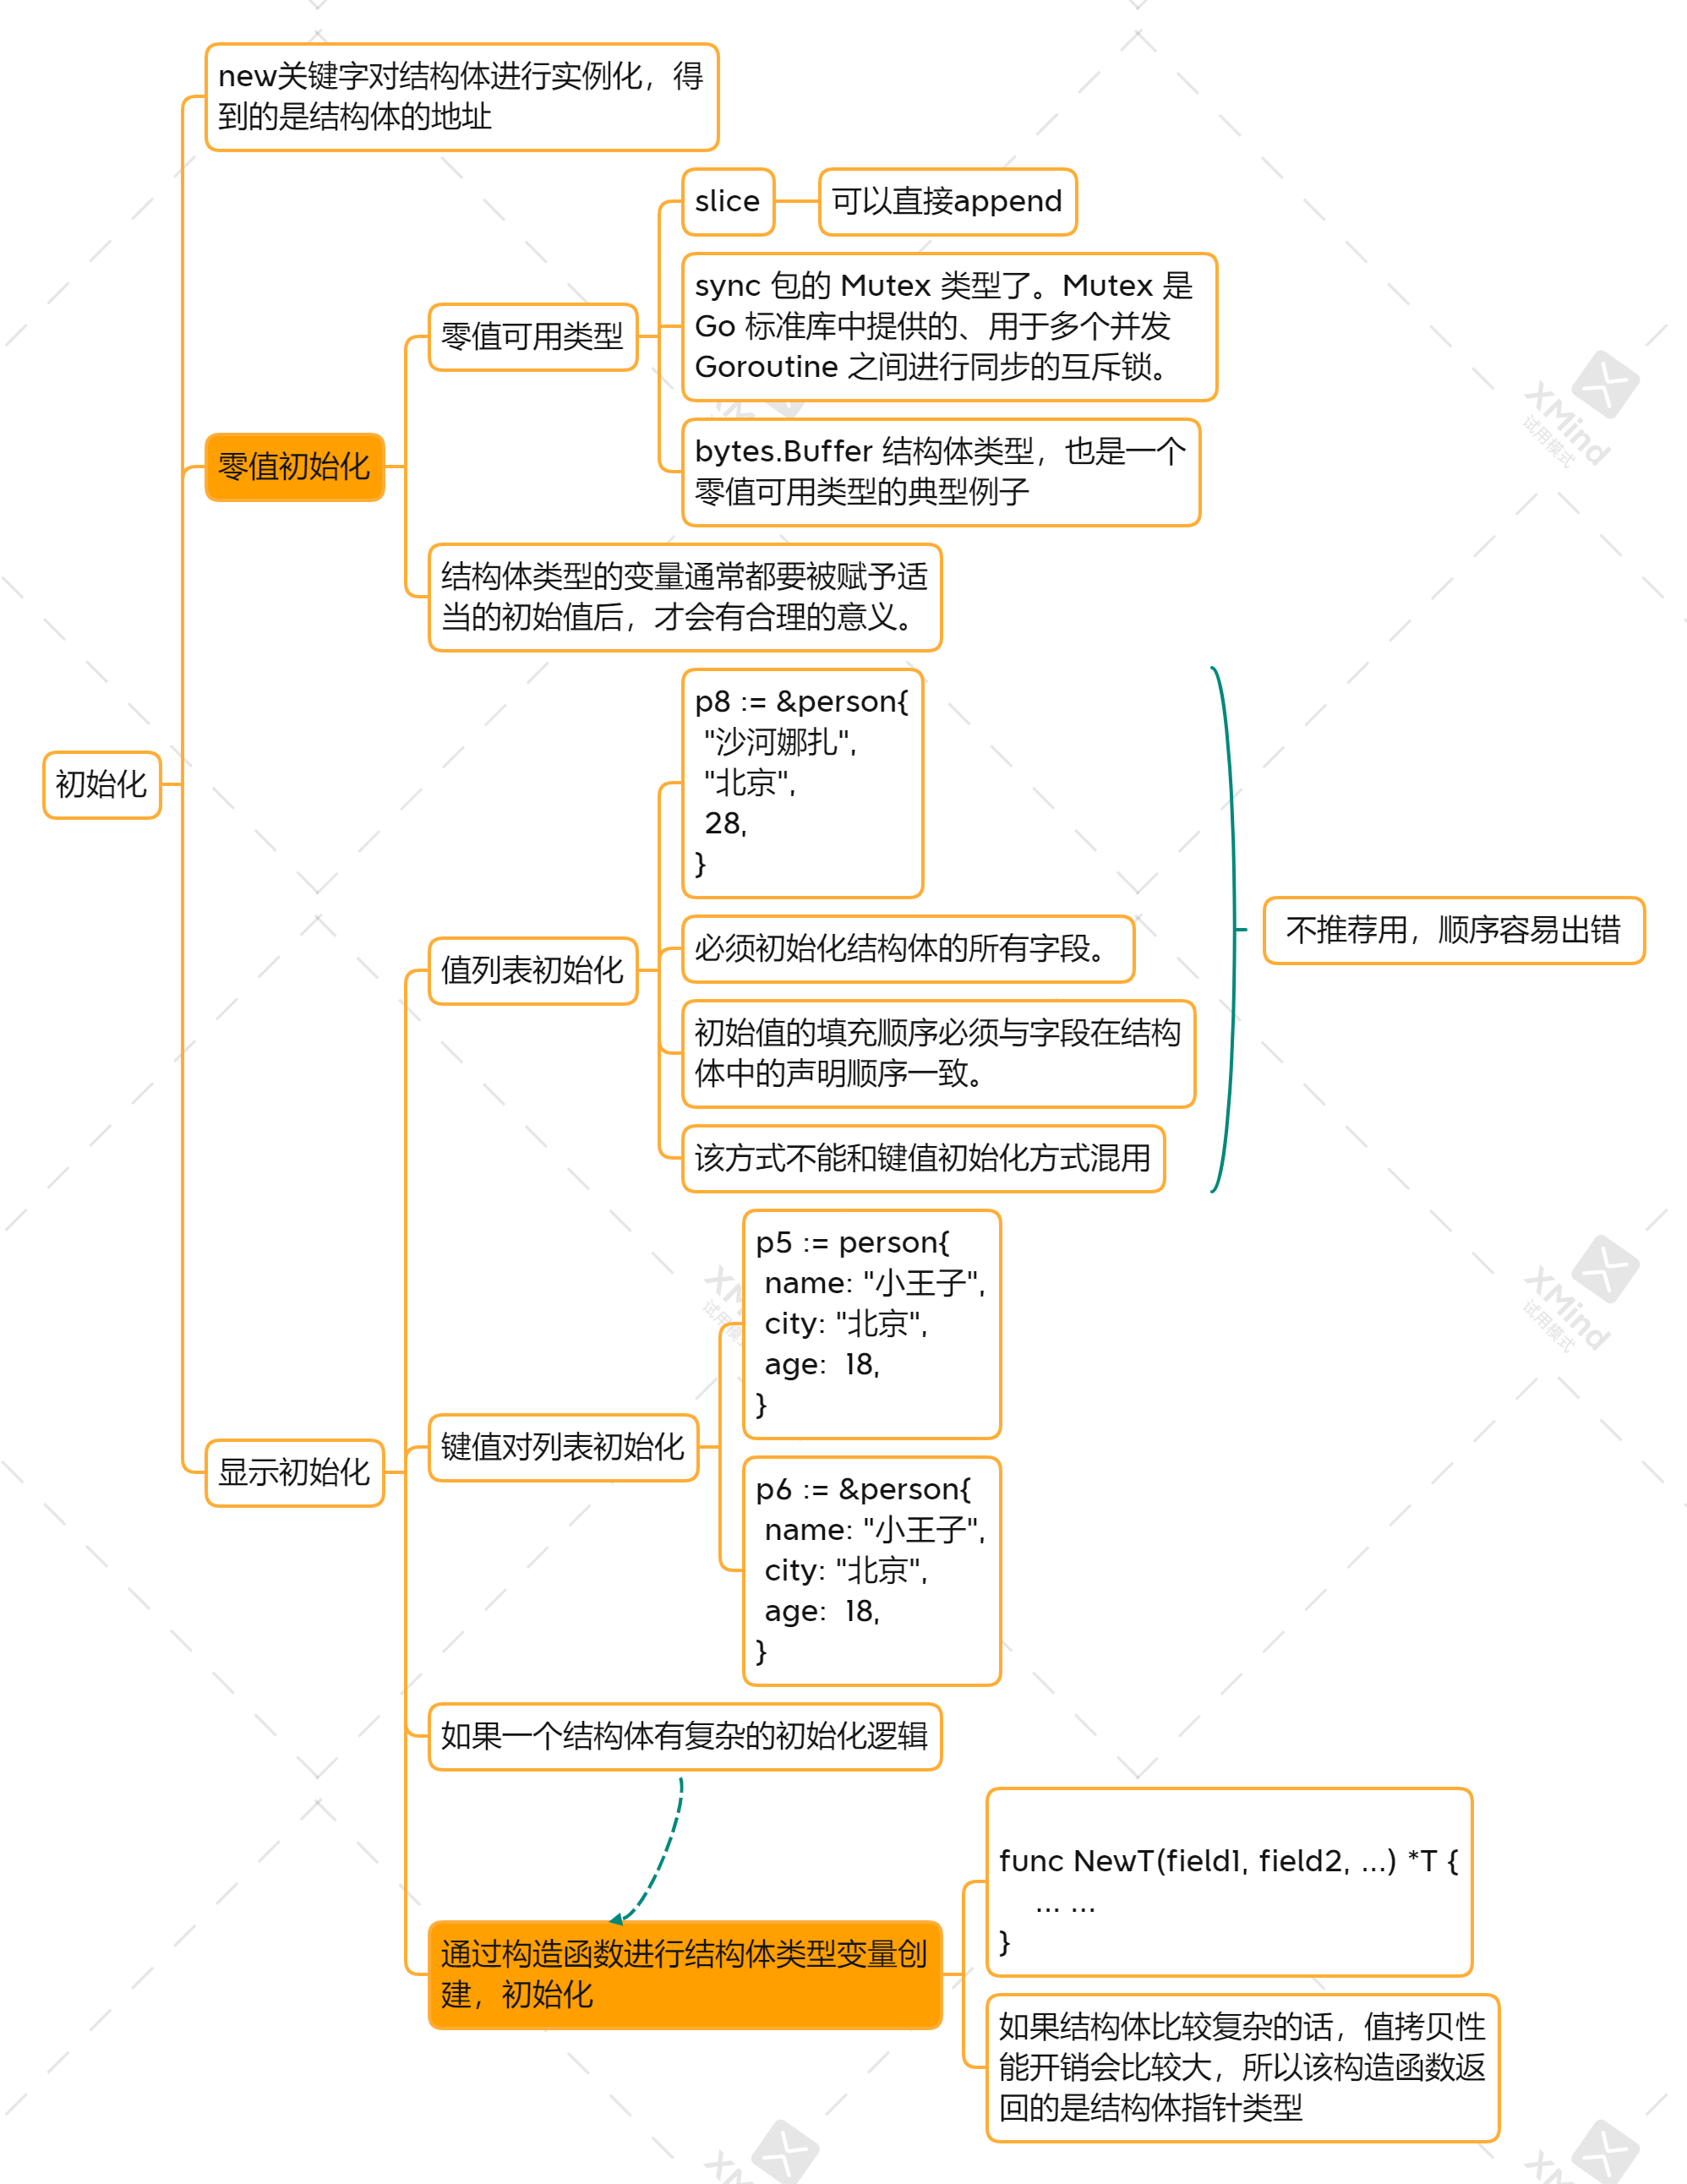 new关键字对结构体进行实例化，得
到的是结构体的地址
slice
可以直接append
sync 包的 Mutex 类型了。Mutex 是
Go 标准库中提供的、用于多个并发
Goroutine 之间进行同步的互斥锁。
零值可用类型
bytes.Buffer 结构体类型，也是一个
零值可用类型的典型例子
零值初始化
结构体类型的变量通常都要被赋予适
当的初始值后，才会有合理的意义。
初始化
p8 := &person{
"沙河娜扎",
"北京",
28,
}
必须初始化结构体的所有字段。
值列表初始化
初始值的填充顺序必须与字段在结构
体中的声明顺序一致。
该方式不能和键值初始化方式混用
不推荐用，顺序容易出错
p5 := person{
name: "小王子",
city: "北京",
age:  18,
}
键值对列表初始化
显示初始化
p6 := &person{
name: "小王子",
city: "北京",
age:  18,
}
如果一个结构体有复杂的初始化逻辑
func NewT(field1, field2, ...) *T {
... ...
}
通过构造函数进行结构体类型变量创
建，初始化
如果结构体比较复杂的话，值拷贝性
能开销会比较大，所以该构造函数返
回的是结构体指针类型
XMind
试用模式
XMind
试用模式